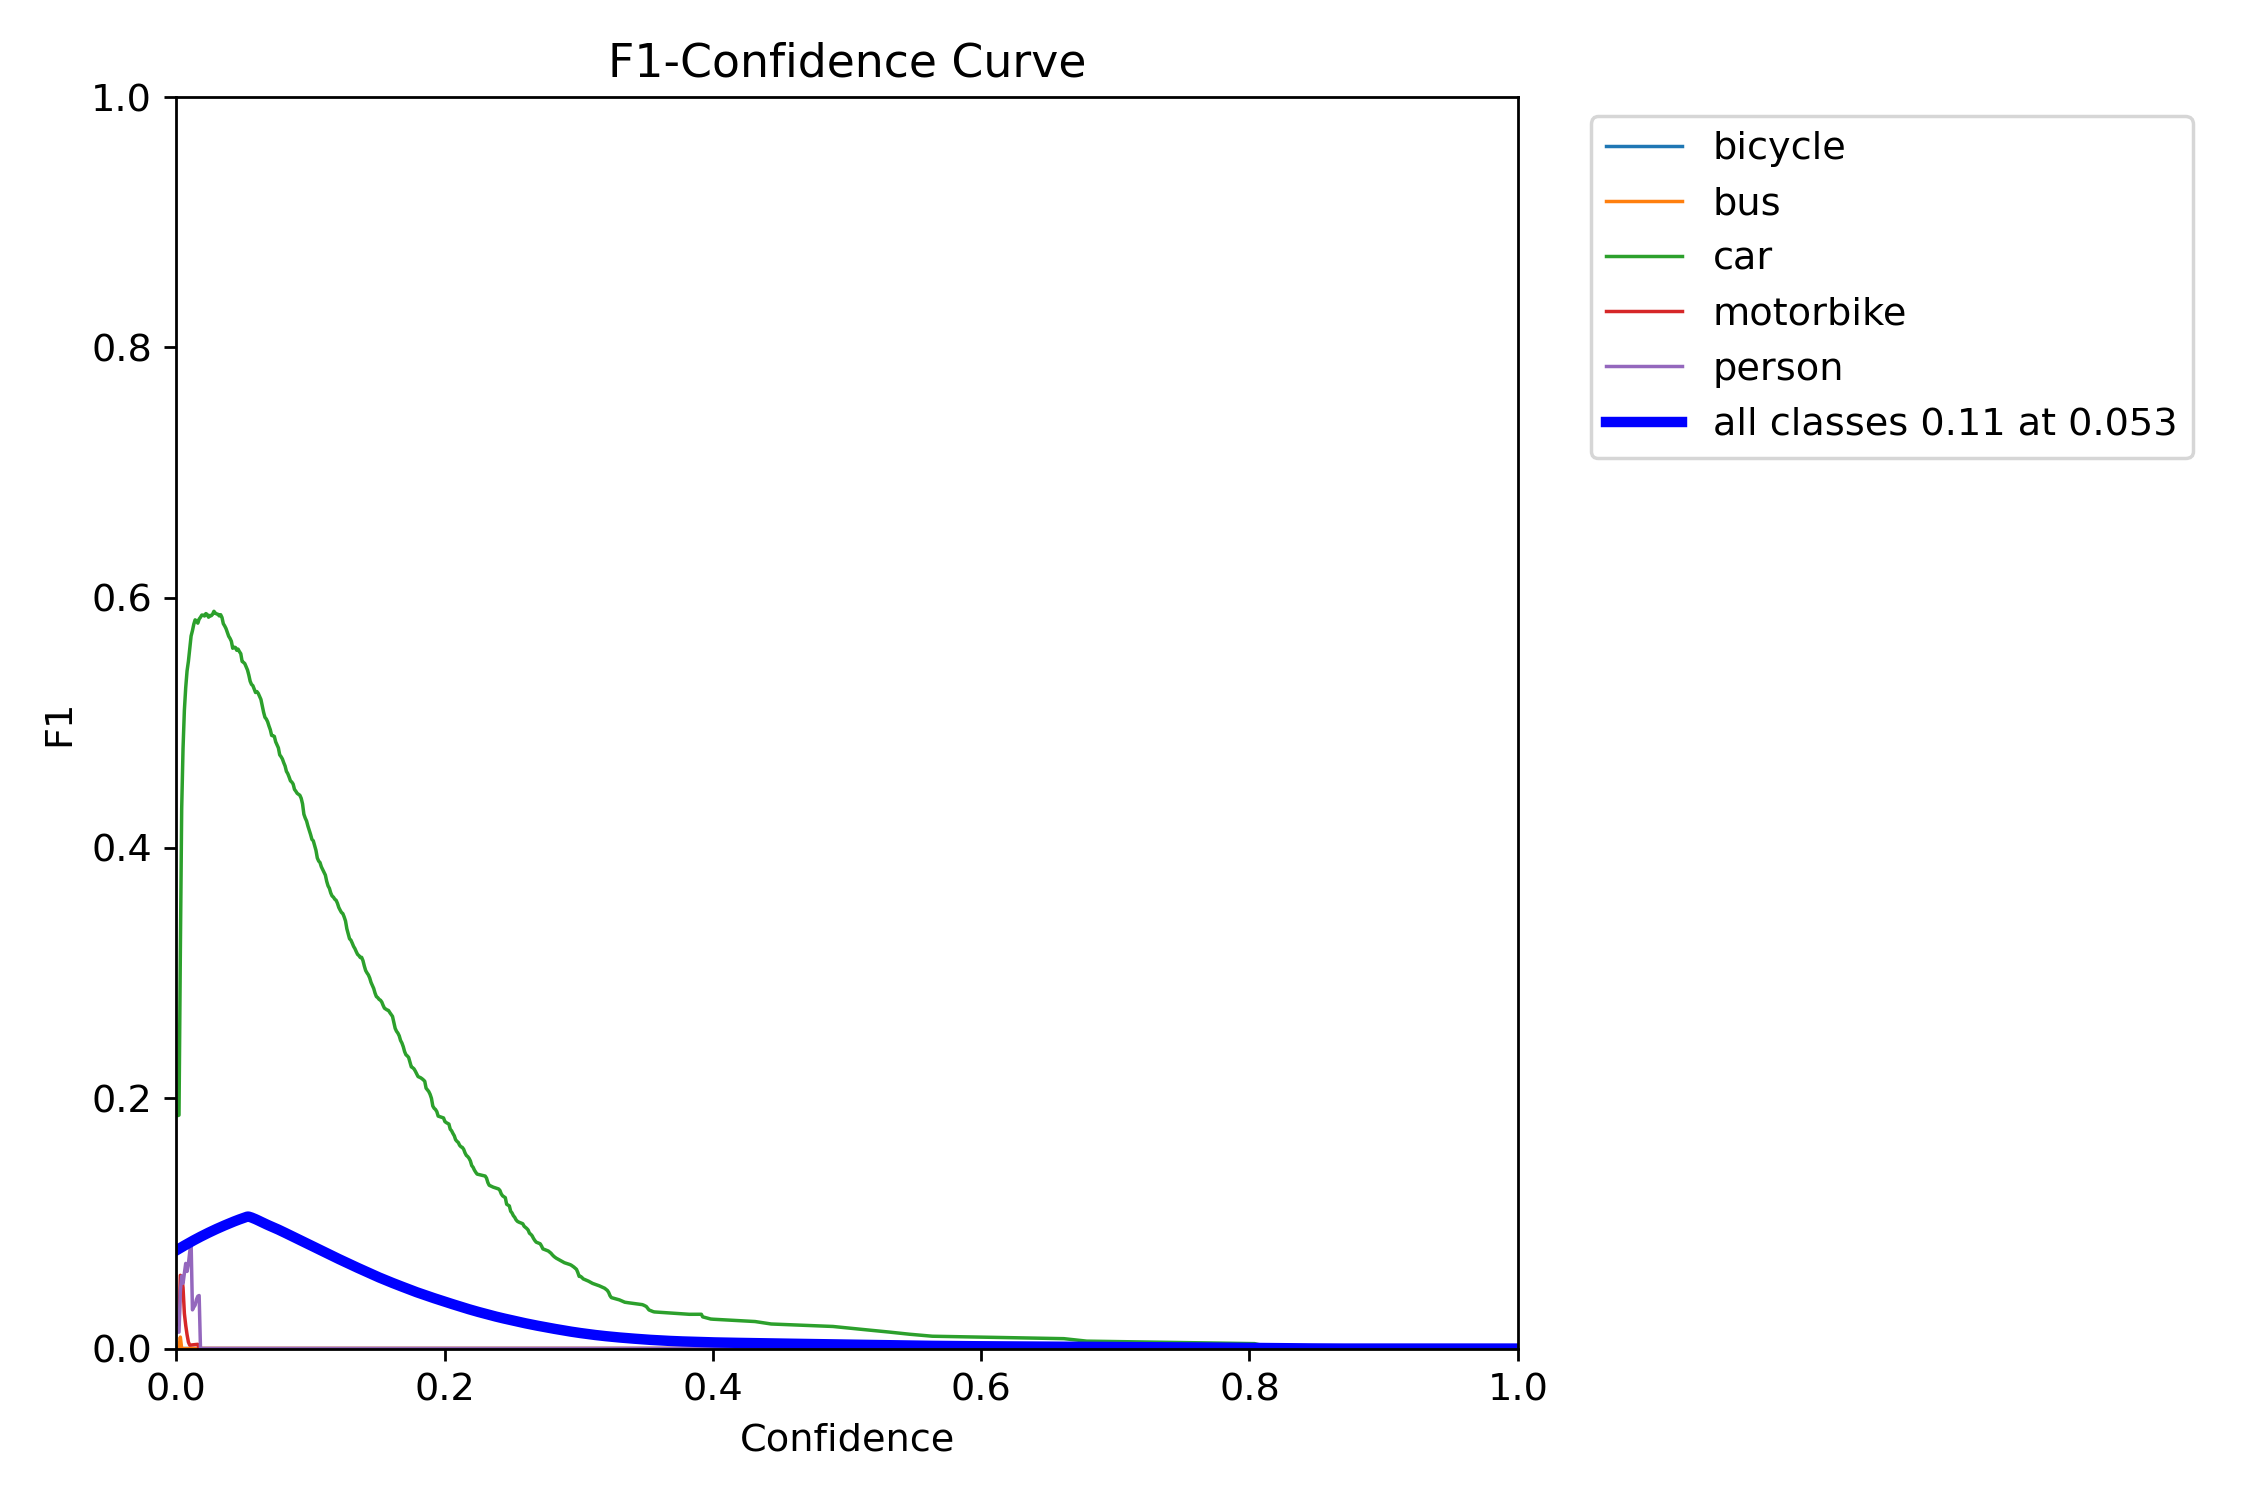 F1-Confidence Curve
1.0
0.8
0.6
0.4
0.2
0.0
F1
0.0 0.2 0.4 0.6 0.8 1.0
Confidence
bicycle
bus
car
motorbike
person
all classes 0.11 at 0.053